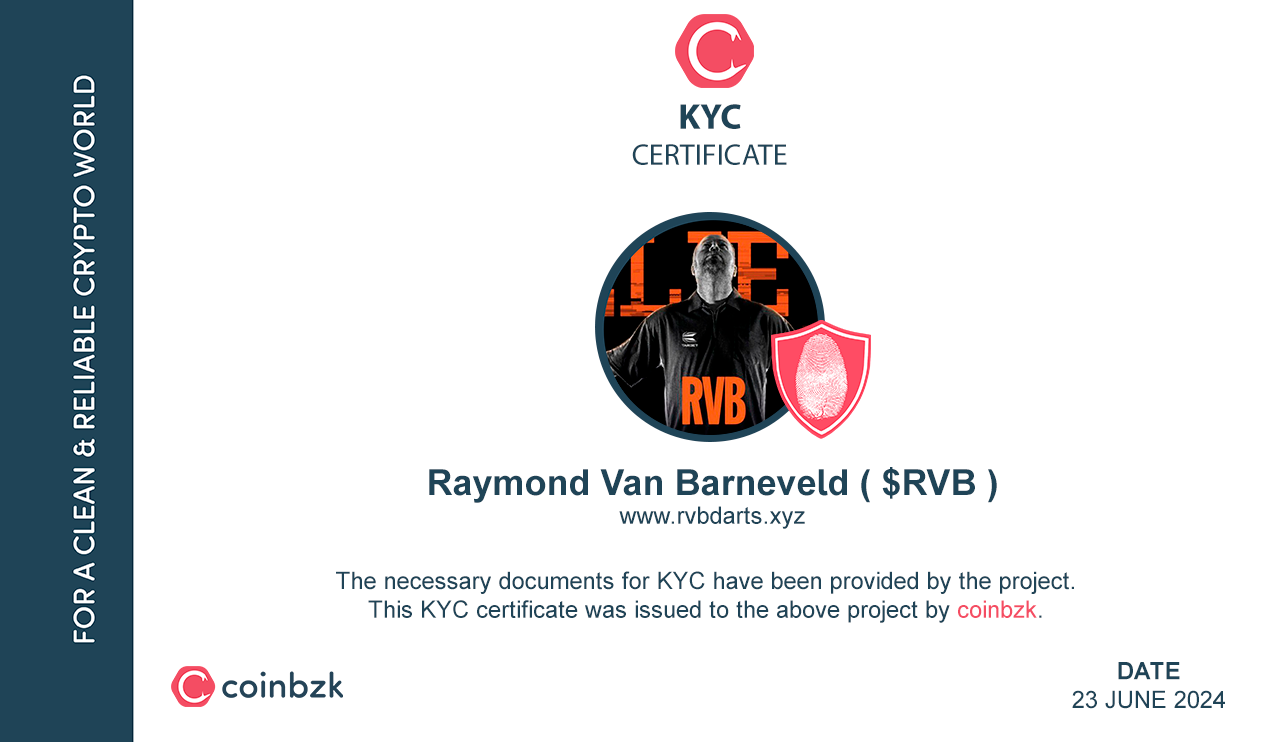 FOR A CLEAN & RELIABLE CRYPTO WORLD
KYC
CERTIFICATE
TARGET
RVB
Raymond Van Barneveld ( $RVB )
www.rvbdarts.xyz
The necessary documents for KYC have been provided by the project.
This KYC certificate was issued to the above project by coinbzk.
coinbzk
DATE
23 JUNE 2024